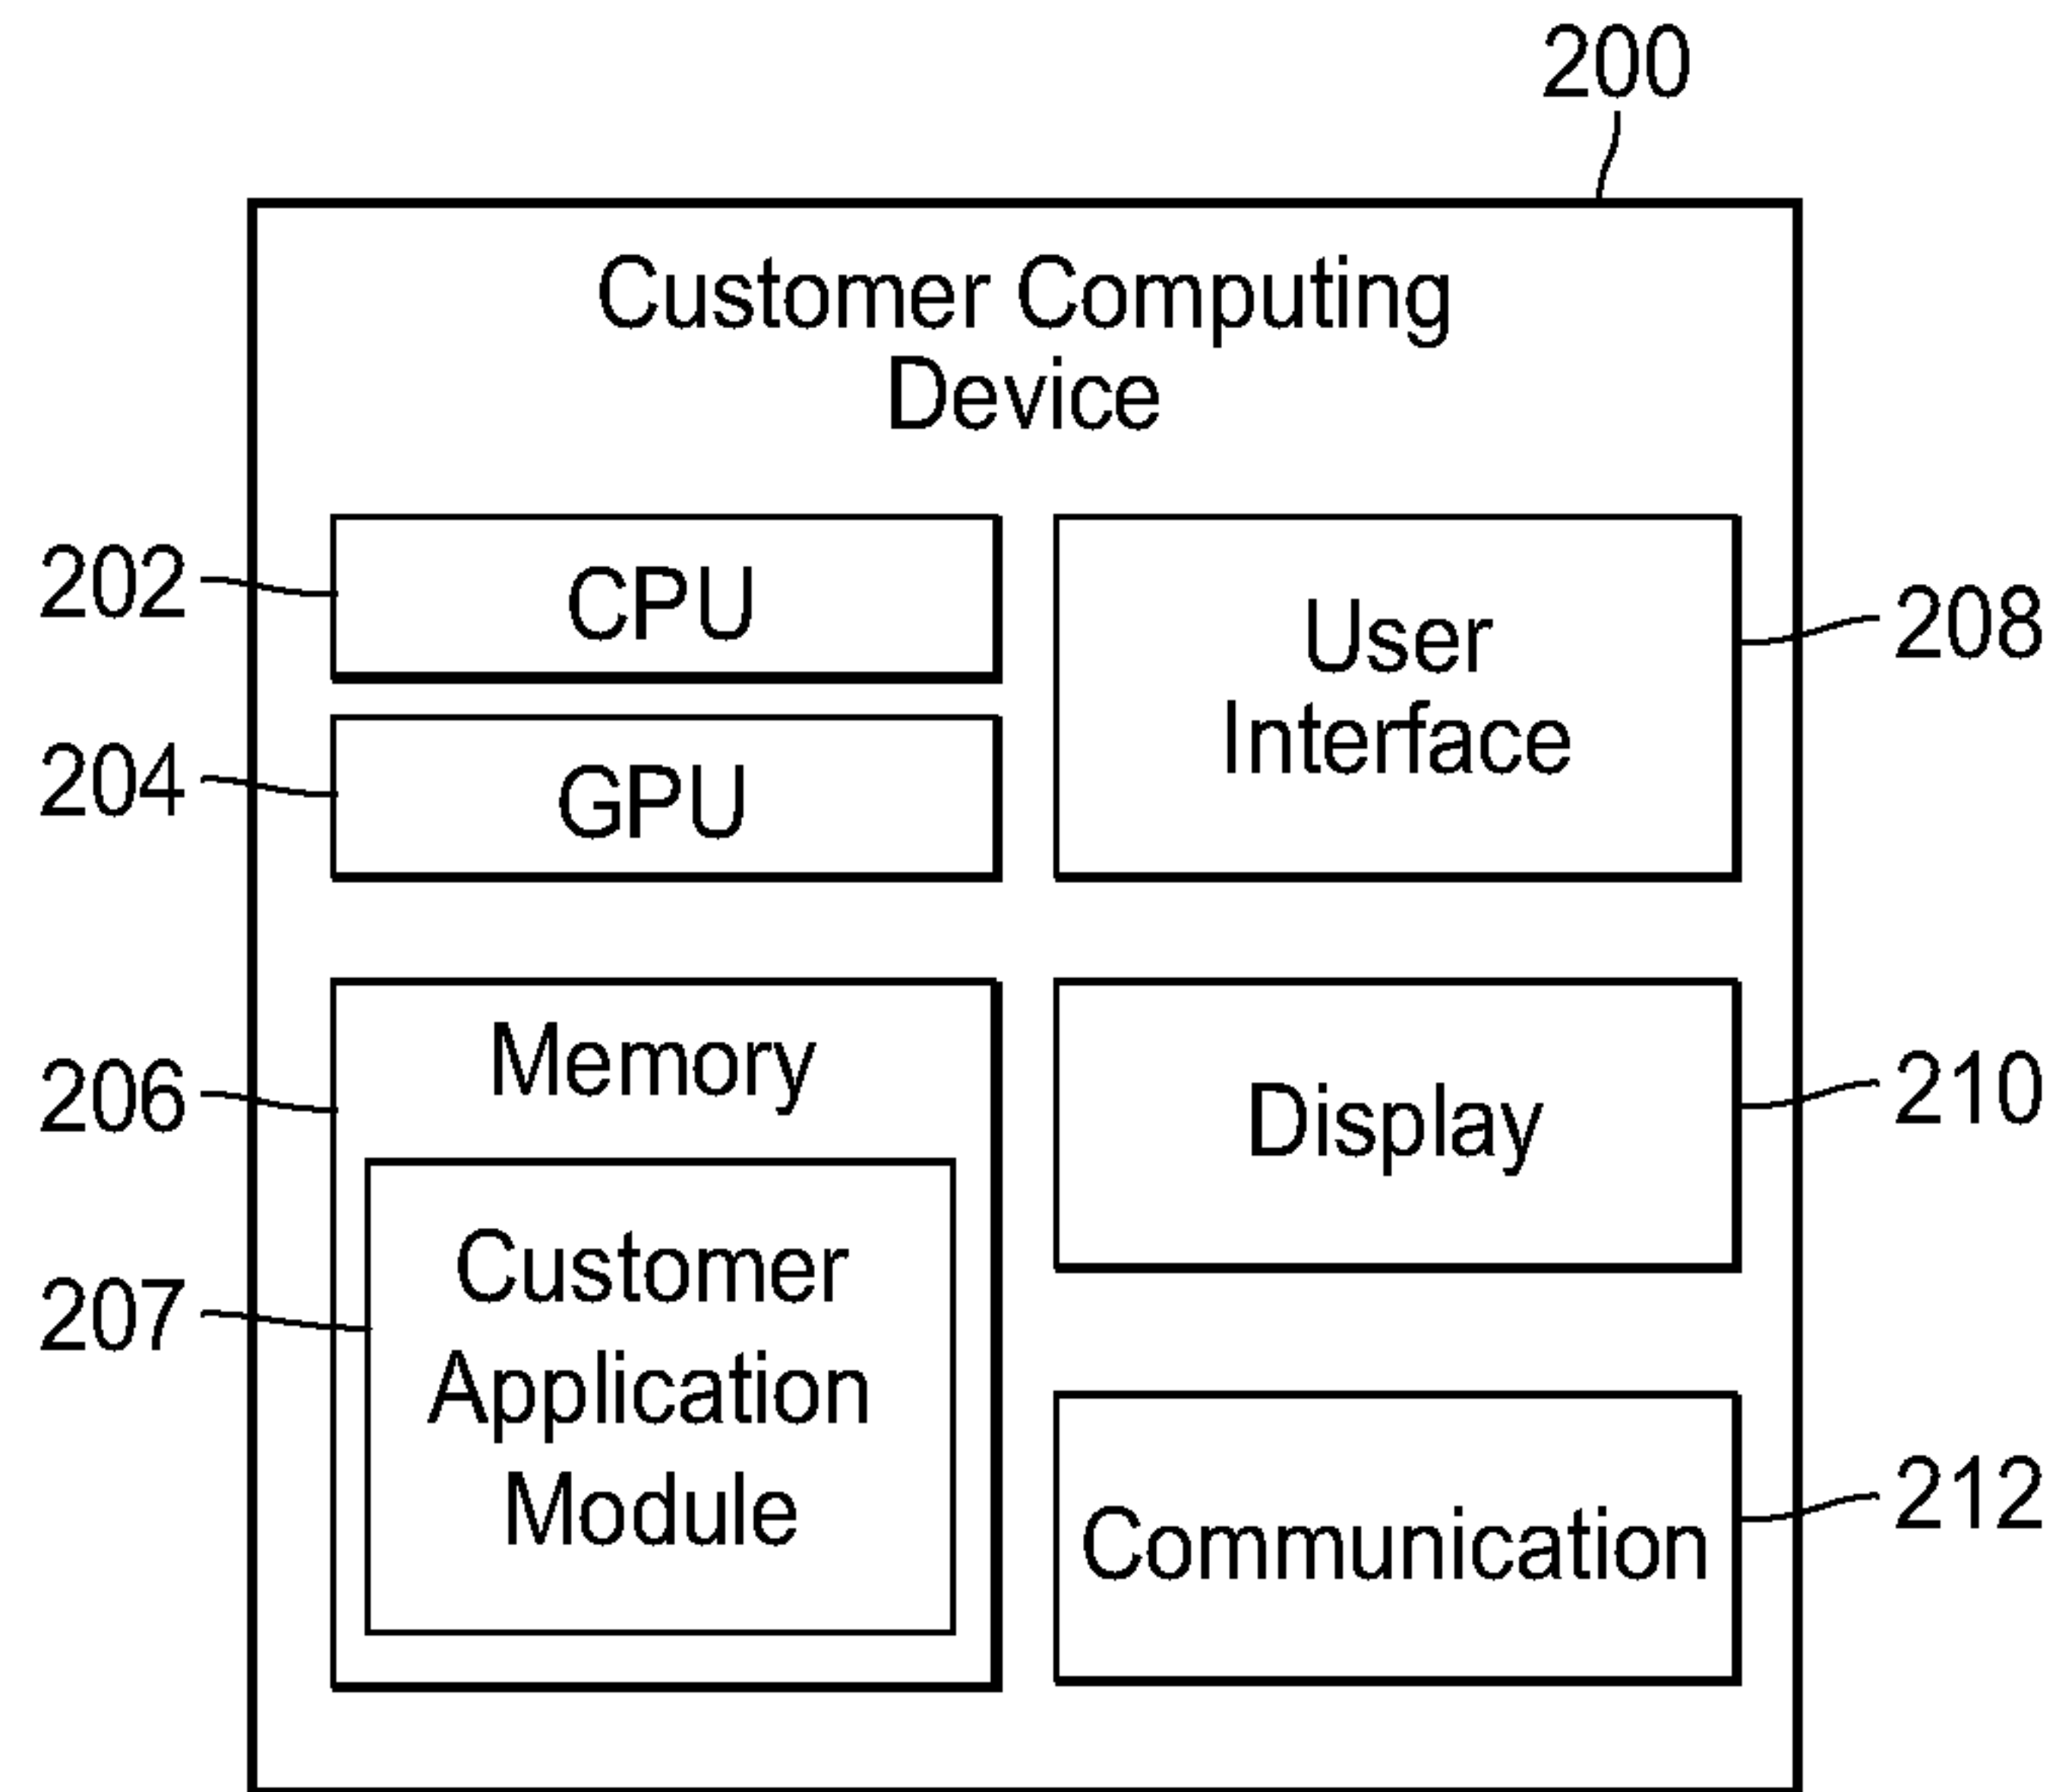 200
Customer Computing
Device
202
CPU
204
GPU
User
Interface
208
206
Memory
207
Customer
Application
Module
Display
210
Communication
212